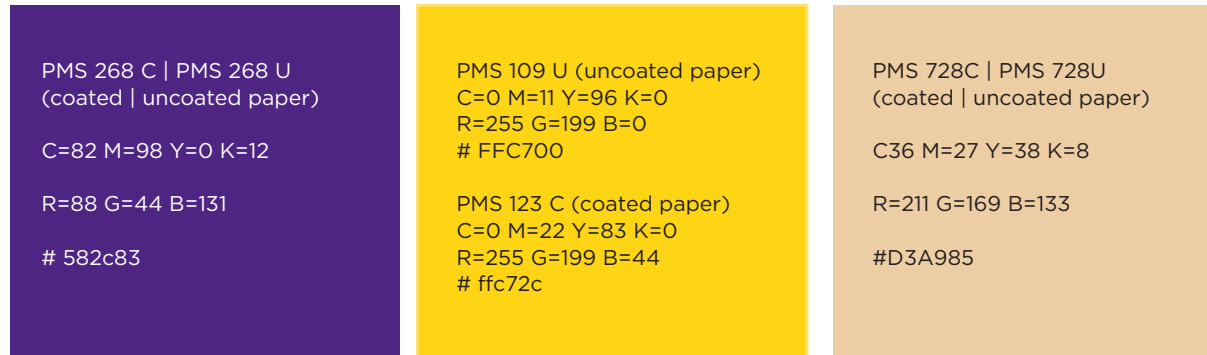 PMS 268 C | PMS 268 U
(coated | uncoated paper)
C=82 M=98 Y=0 K=12
R=88 G=44 B=131
# 582c83
PMS 109 U (uncoated paper)
C=0 M=11 Y=96 K=0
R=255 G=199 B=0
# FFC700
PMS 123 C (coated paper)
C=0 M=22 Y=83 K=0
R=255 G=199 B=44
# ffc72c
PMS 728C | PMS 728U
(coated | uncoated paper)
C36 M=27 Y=38 K=8
R=211 G=169 B=133
#D3A985